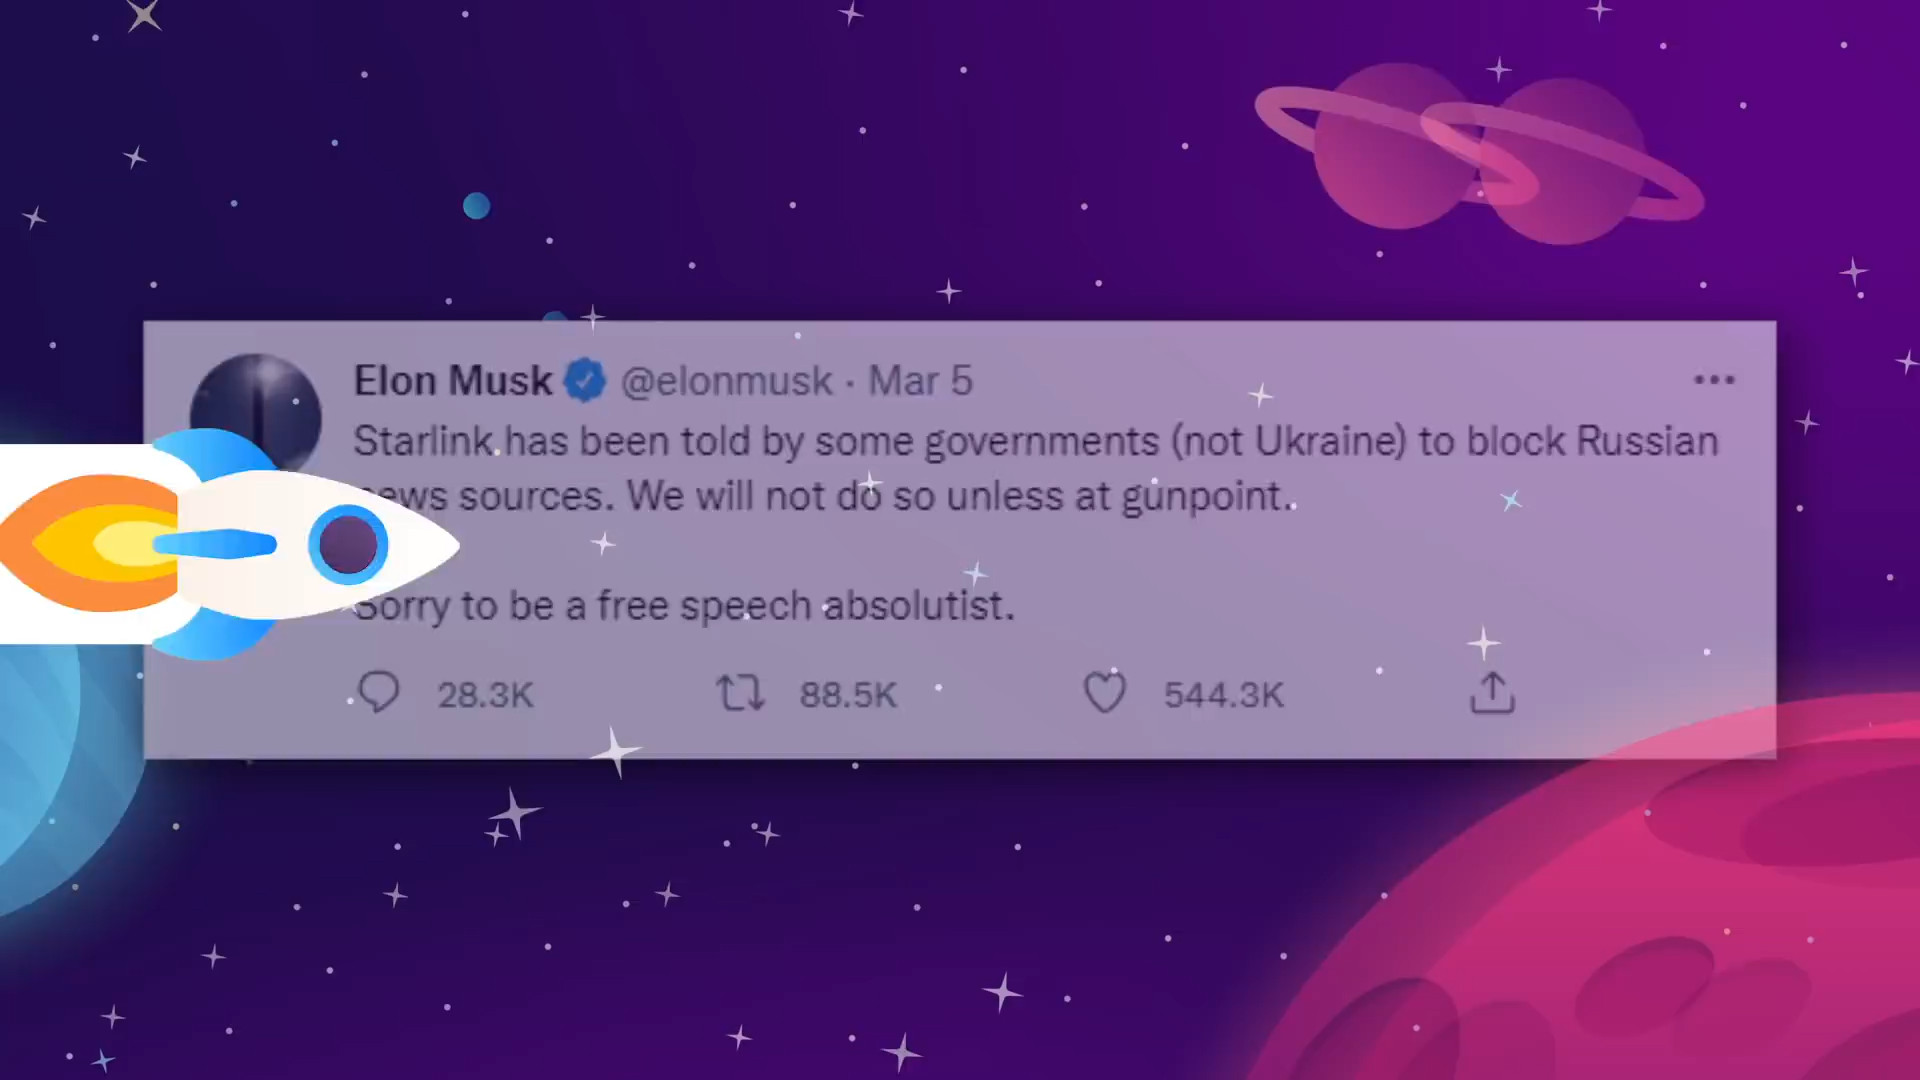 Elon Musk @elonmusk · Mar 5
Starlink has been told by some governments (not Ukraine) to block Russian
news sources. We will not do so unless at gunpoint.
Sorry to be a free speech absolutist.
28.3K 88.5K 544.3K